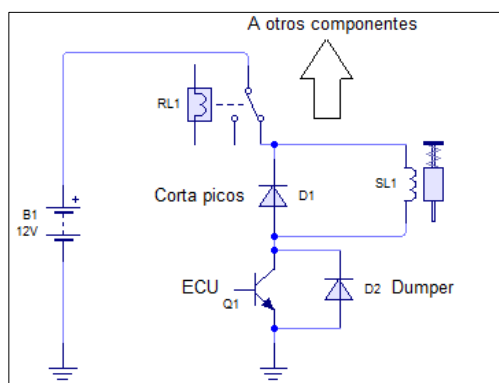 A otros componentes
RL1
Corta picos
D1
SL1
B1
12V
+
ECU
Q1
D2
Dumper